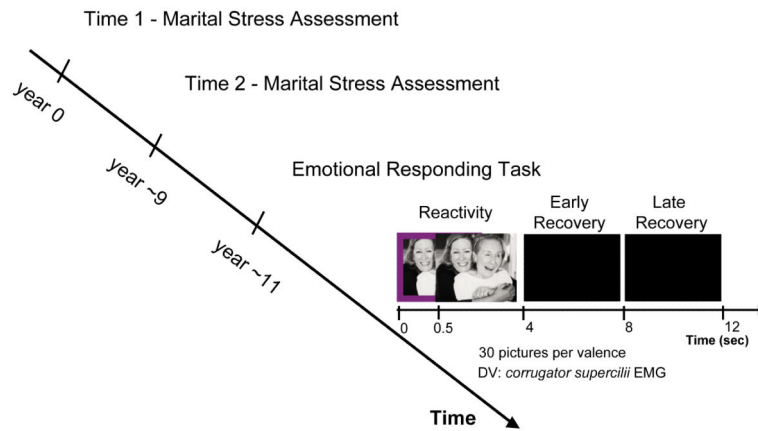 Time 1 - Marital Stress Assessment
year 0
Time 2 - Marital Stress Assessment
year ~9
Emotional Responding Task
year ~11
Reactivity
Early
Recovery
Late
Recovery
0
0.5
4
8
12
Time (sec)
30 pictures per valence
DV: corrugator supercilii EMG
Time